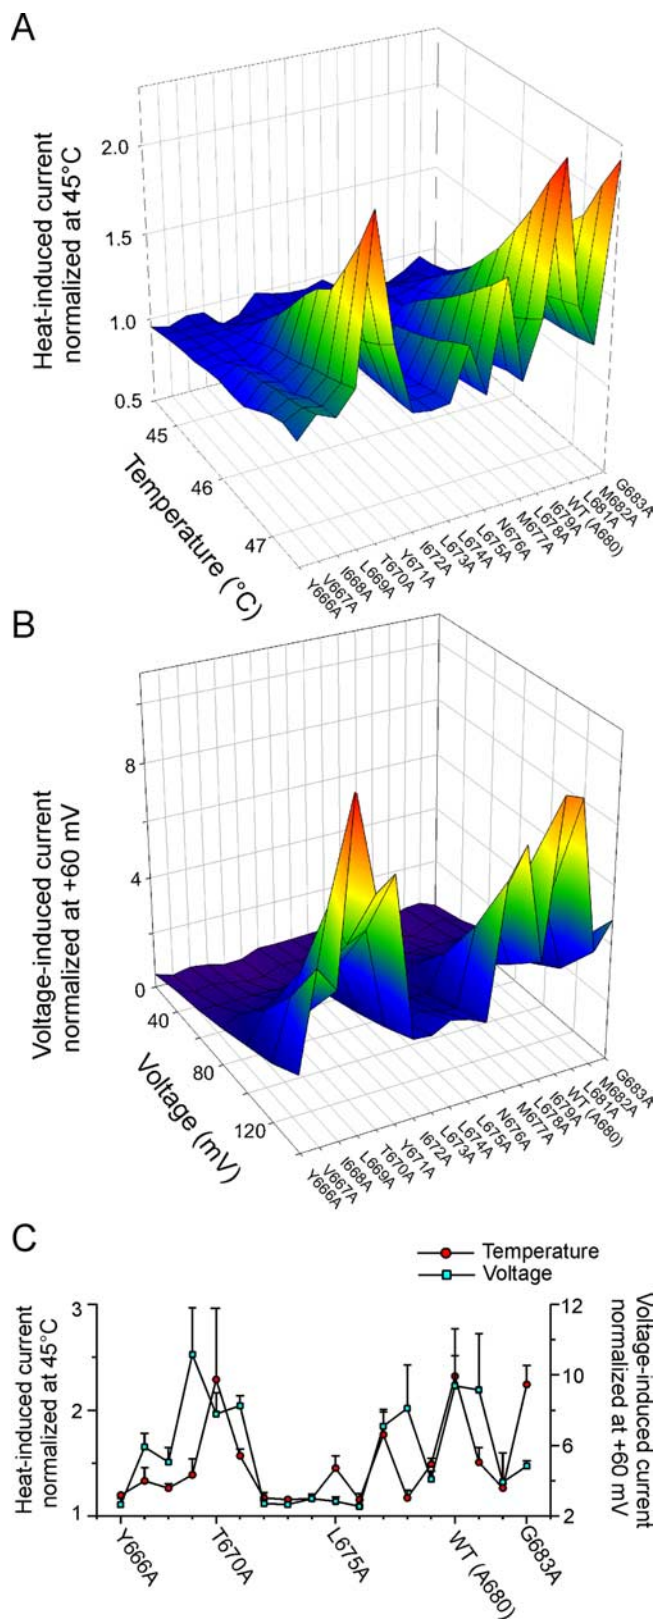 A
Heat-induced current
normalized at 45°C
2.0
1.5
1.0
0.5
45
46
47
Temperature (°C)
Y666A
V667A
I668A
L669A
T670A
Y671A
I672A
L673A
L674A
L675A
N676A
M677A
L678A
I679A
WT (A680)
L681A
M682A
G683A
B
Voltage-induced current
normalized at +60 mV
8
4
0
40
80
120
Voltage (mV)
Y666A
V667A
I668A
L669A
T670A
Y671A
I672A
L673A
L674A
L675A
N676A
M677A
L678A
I679A
WT (A680)
L681A
M682A
G683A
C
Temperature
Voltage
Heat-induced current
normalized at 45°C
3
2
1
12
10
8
6
4
2
Voltage-induced current
normalized at +60 mV
Y666A
T670A
L675A
WT (A680)
G683A